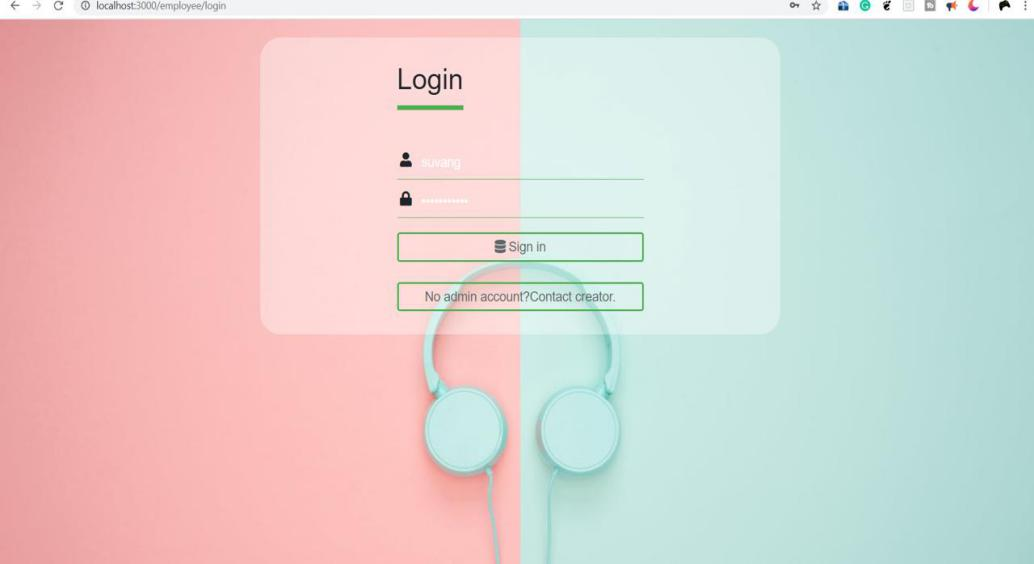 localhost:3000/employee/login
Login
suvang
•••••••••••
Sign in
No admin account?Contact creator.